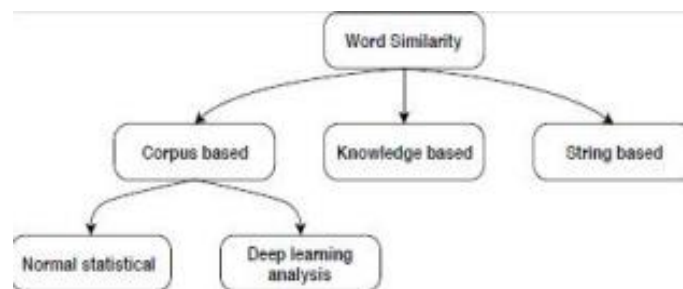 Word Similarity
Corpus based
Knowledge based
String based
Normal statistical
Deep learning
analysis